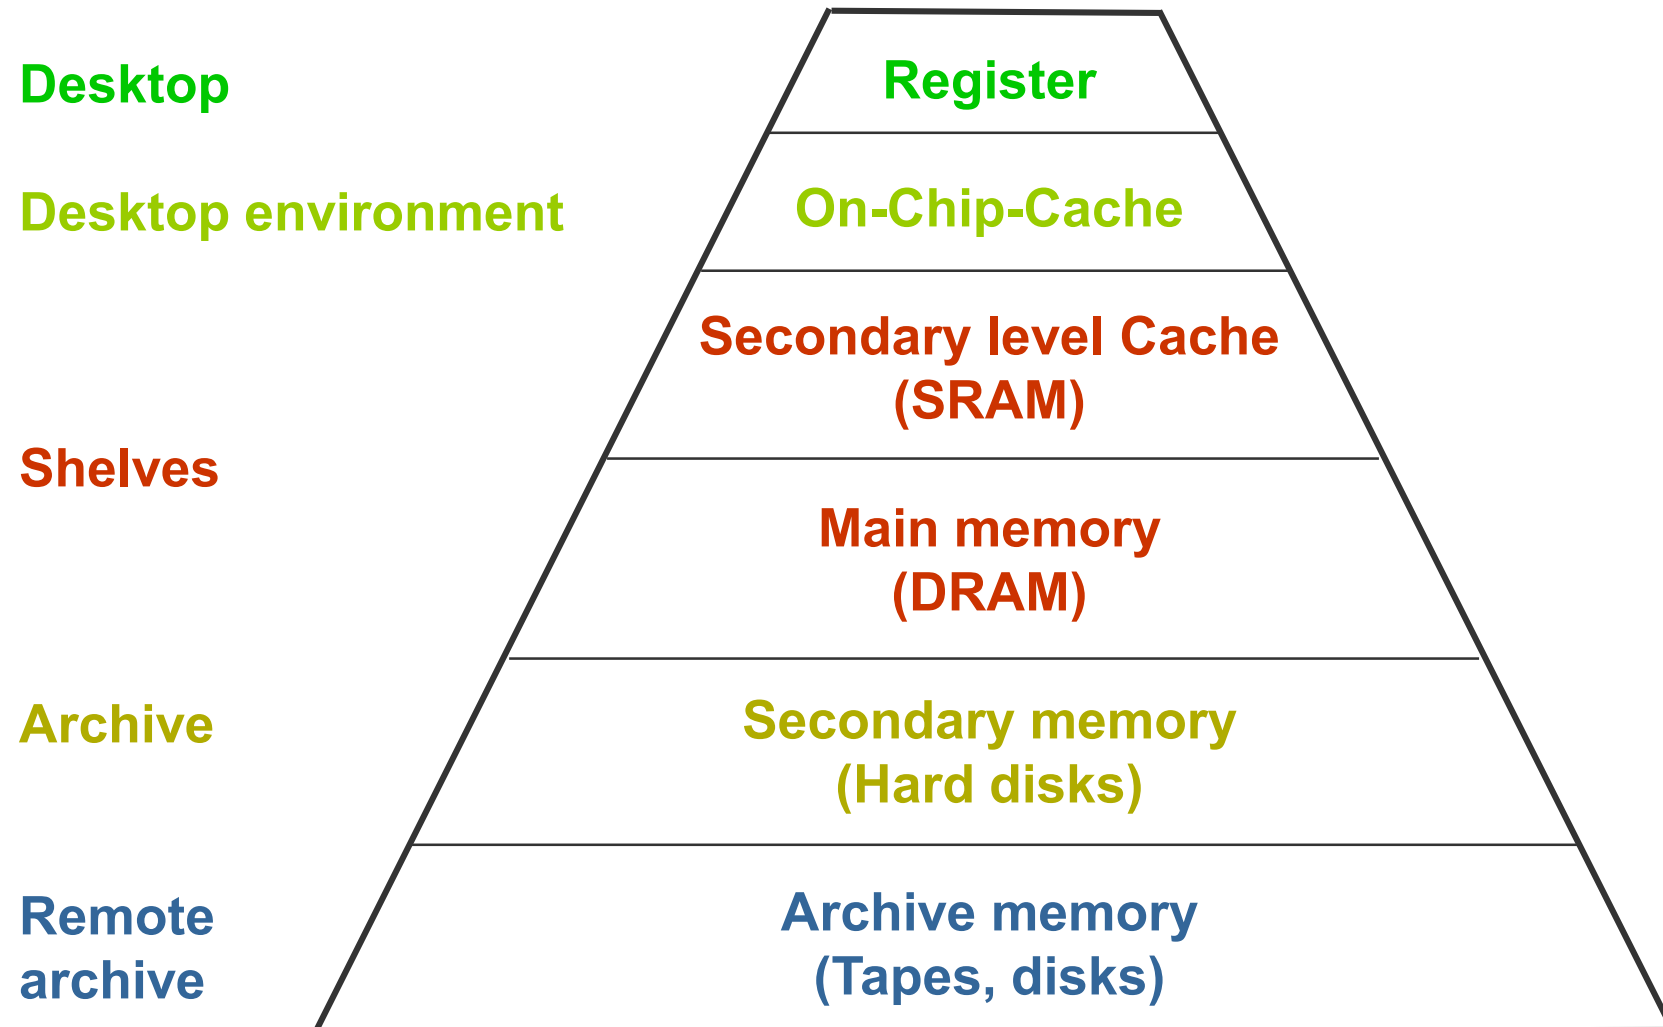 Desktop
Register
Desktop environment
On-Chip-Cache
Secondary level Cache
(SRAM)
Shelves
Main memory
(DRAM)
Archive
Secondary memory
(Hard disks)
Remote
archive
Archive memory
(Tapes, disks)